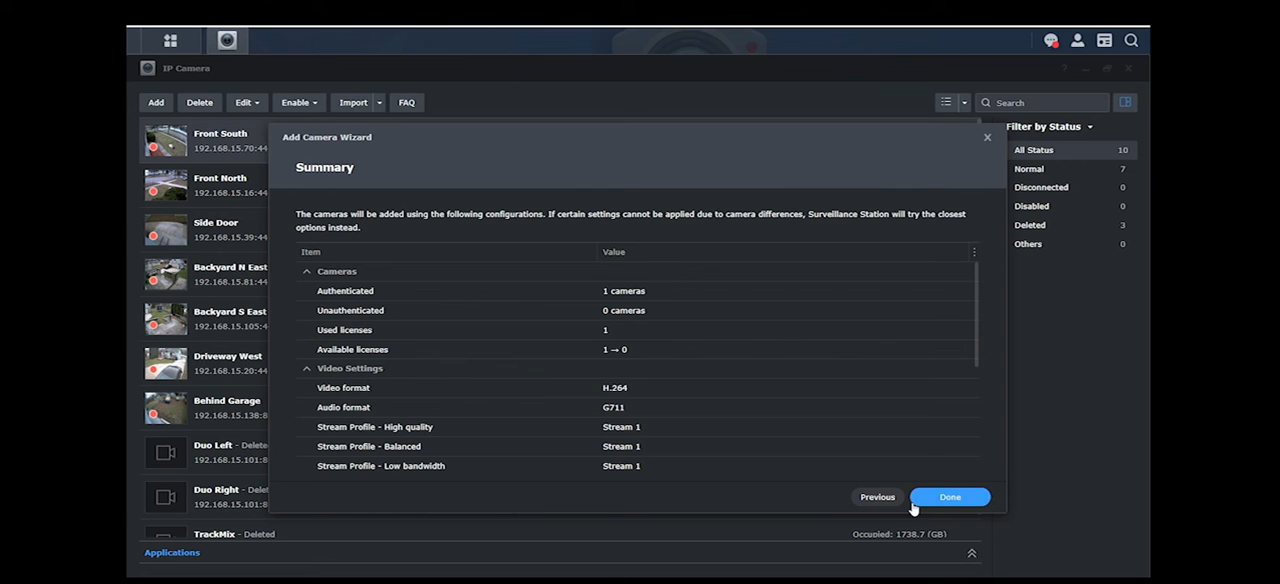 IP Camera
? _ X
Add Delete Edit Enable Import FAQ Search
Front South
192.168.15.70:44
Front North
192.168.15.16:44
Side Door
192.168.15.39:44
Backyard N East
192.168.15.81:44
Backyard S East
192.168.15.105:4
Driveway West
192.168.15.20:44
Behind Garage
192.168.15.138:8
Duo Left - Delete
192.168.15.101:8
Duo Right - Delet
192.168.15.101:8
TrackMix - Deleted
Occupied: 1738.7 (GB)
Applications
Add Camera Wizard
Summary
The cameras will be added using the following configurations. If certain settings cannot be applied due to camera differences, Surveillance Station will try the closest
options instead.
Item Value
Cameras
Authenticated 1 cameras
Unauthenticated 0 cameras
Used licenses 1
Available licenses 1 → 0
Video Settings
Video format H.264
Audio format G711
Stream Profile - High quality Stream 1
Stream Profile - Balanced Stream 1
Stream Profile - Low bandwidth Stream 1
Previous Done
Filter by Status
All Status 10
Normal 7
Disconnected 0
Disabled 0
Deleted 3
Others 0